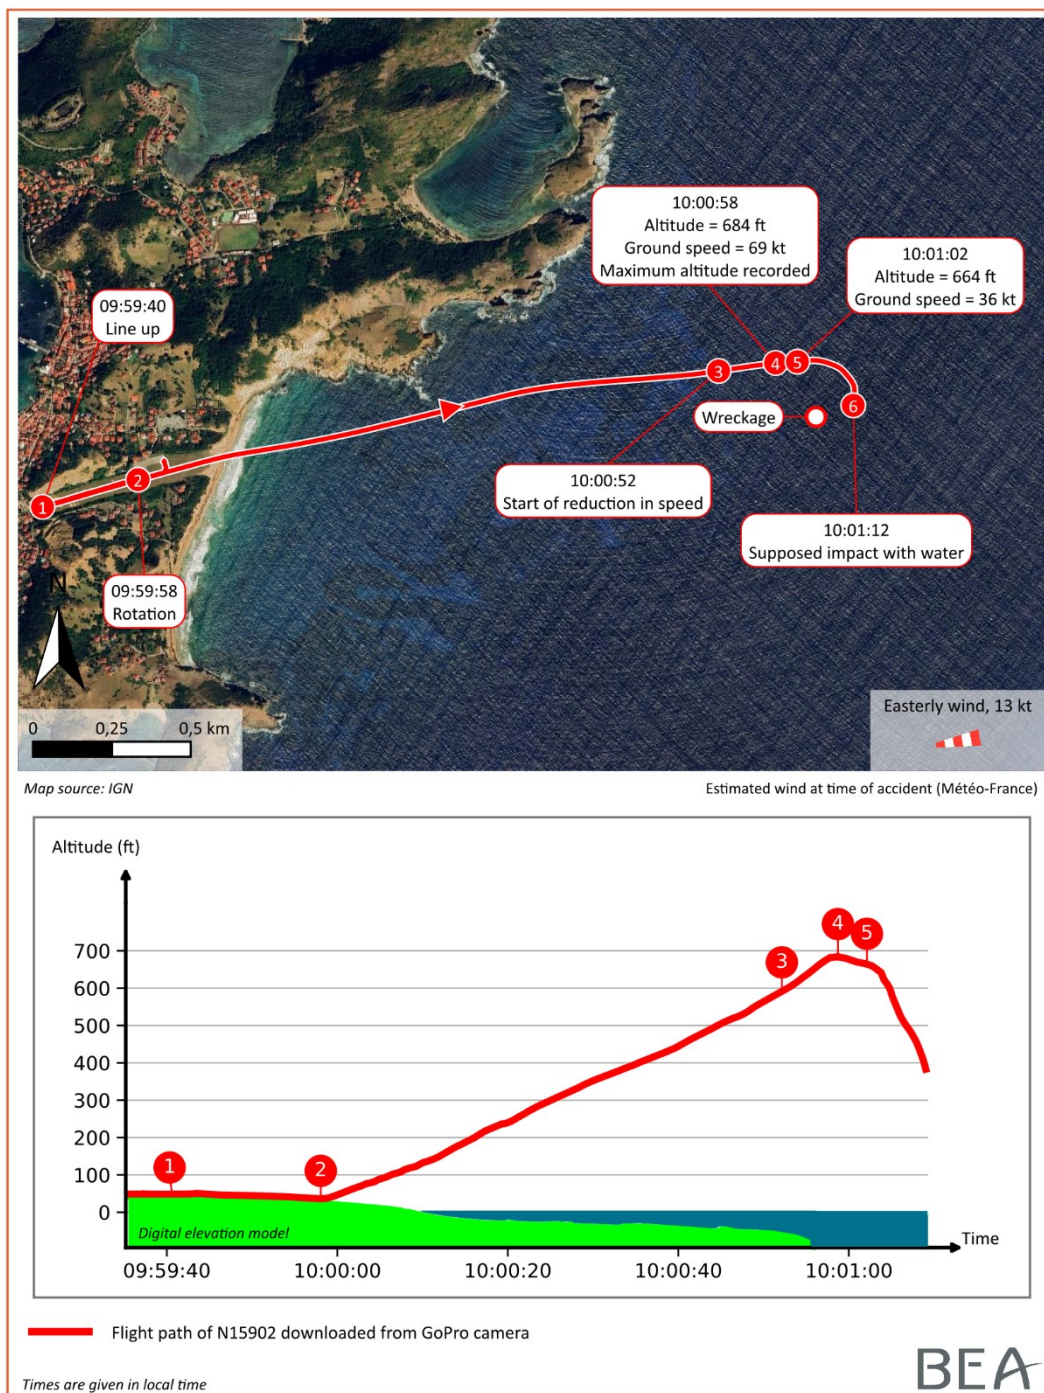 10:00:58
Altitude = 684 ft
Ground speed = 69 kt
Maximum altitude recorded
10:01:02
Altitude = 664 ft
Ground speed = 36 kt
09:59:40
Line up
3
4
5
6
Wreckage
2
1
10:00:52
Start of reduction in speed
10:01:12
Supposed impact with water
09:59:58
Rotation
N
0 0,25 0,5 km
Easterly wind, 13 kt
Map source: IGN
Estimated wind at time of accident (Météo-France)
Altitude (ft)
700
600
500
400
300
200
100
0
1
2
3
4
5
Digital elevation model
Time
09:59:40 10:00:00 10:00:20 10:00:40 10:01:00
Flight path of N15902 downloaded from GoPro camera
Times are given in local time
BEA